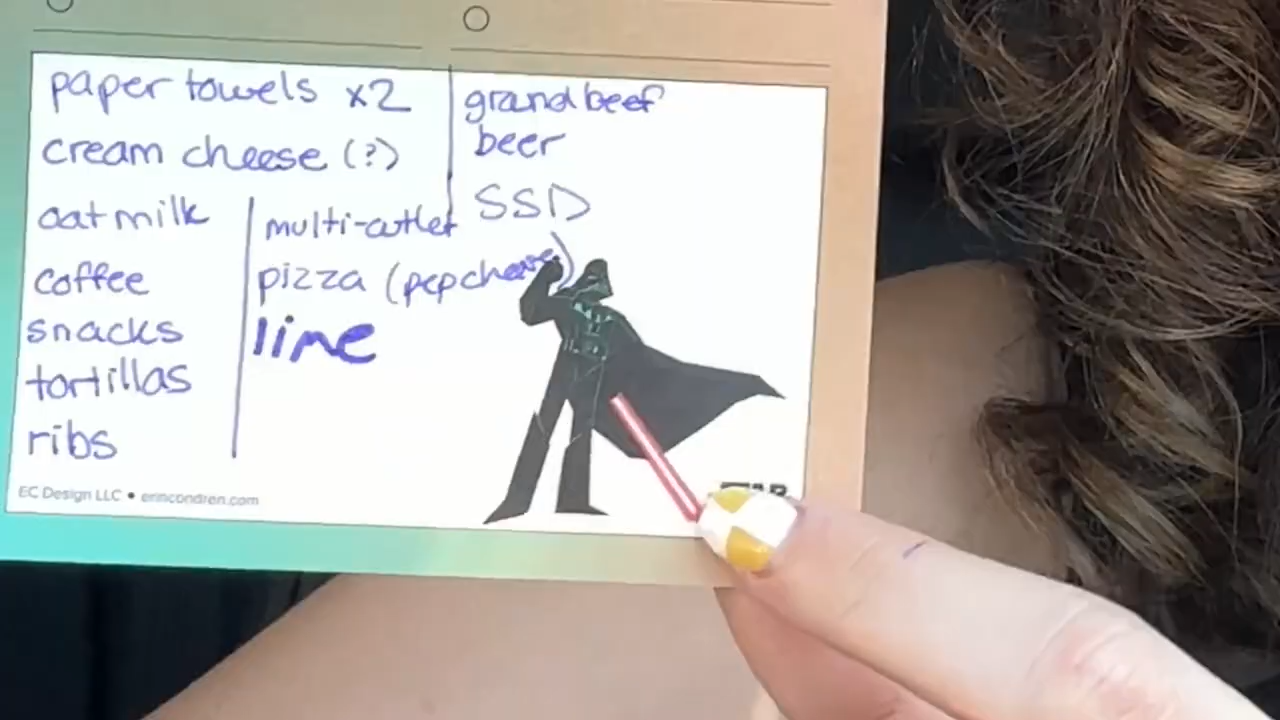 paper towels x2
cream cheese (?)
oat milk
coffee
snacks
tortillas
ribs
multi-outlet
pizza (pep cheese)
lime
grand beef
beer
SSD
EC Design LLC • erincondren.com